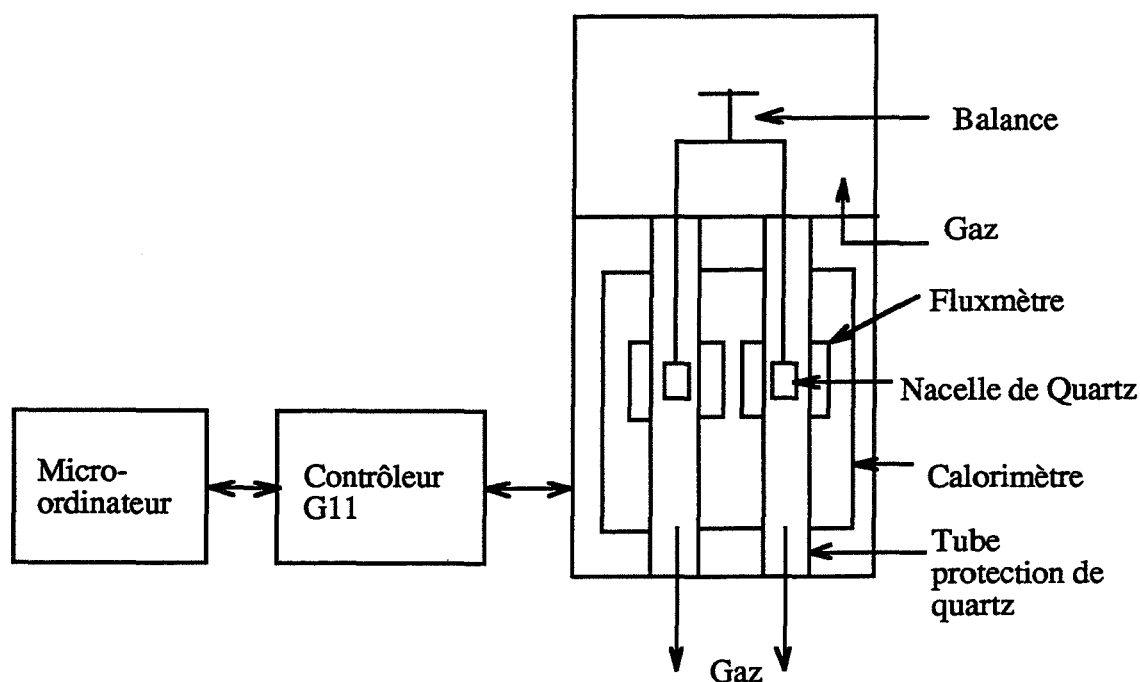 Balance
Gaz
Fluxmètre
Nacelle de Quartz
Micro-
ordinateur
Contrôleur
G11
Calorimètre
Tube
protection de
quartz
Gaz